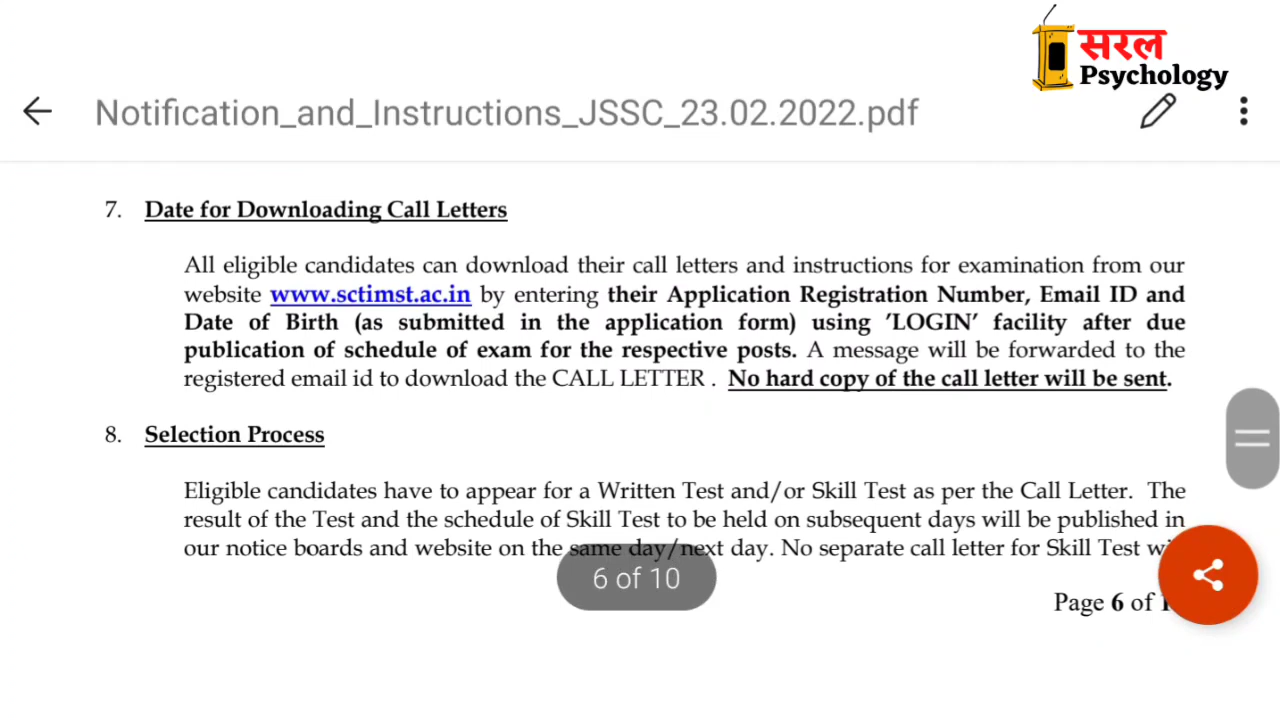 सरल
Psychology
Notification_and_Instructions_JSSC_23.02.2022.pdf
7. Date for Downloading Call Letters
All eligible candidates can download their call letters and instructions for examination from our
website www.sctimst.ac.in by entering their Application Registration Number, Email ID and
Date of Birth (as submitted in the application form) using ’LOGIN’ facility after due
publication of schedule of exam for the respective posts. A message will be forwarded to the
registered email id to download the CALL LETTER . No hard copy of the call letter will be sent.
8. Selection Process
Eligible candidates have to appear for a Written Test and/or Skill Test as per the Call Letter. The
result of the Test and the schedule of Skill Test to be held on subsequent days will be published in
our notice boards and website on the same day/next day. No separate call letter for Skill Test
6 of 10
Page 6 of